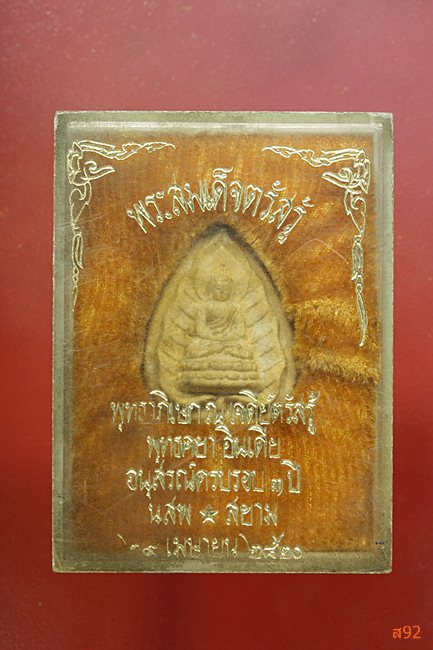 พระสมเด็จตรัสรู้
พุทธาภิเษก ณ เจดีย์ตรัสรู้
พุทธคยา อินเดีย
อนุสรณ์ครบรอบ ๓ ปี
น.ส.พ ★ สยาม
เมษายน ๒๕๒๐
ส92